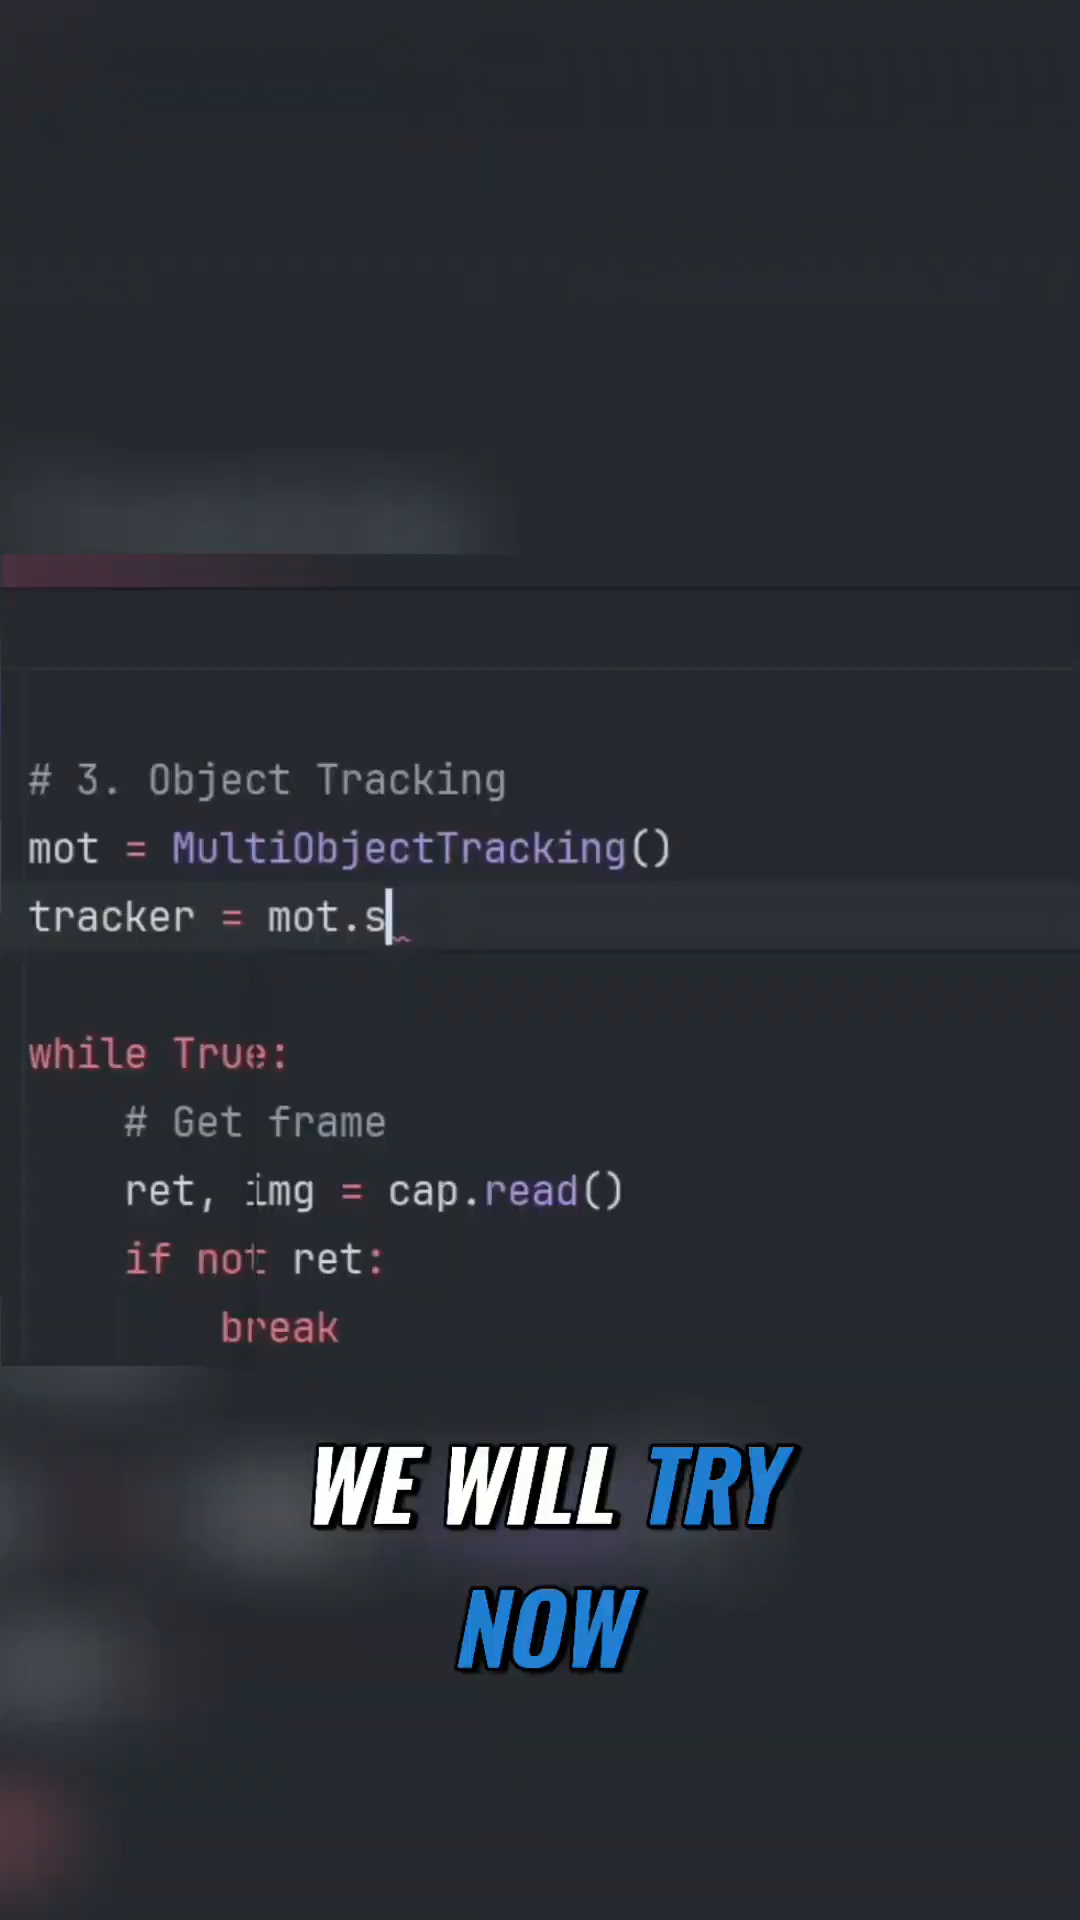 # 3. Object Tracking
mot = MultiObjectTracking()
tracker = mot.s
while True:
# Get frame
ret, img = cap.read()
if not ret:
break
WE WILL TRY
NOW